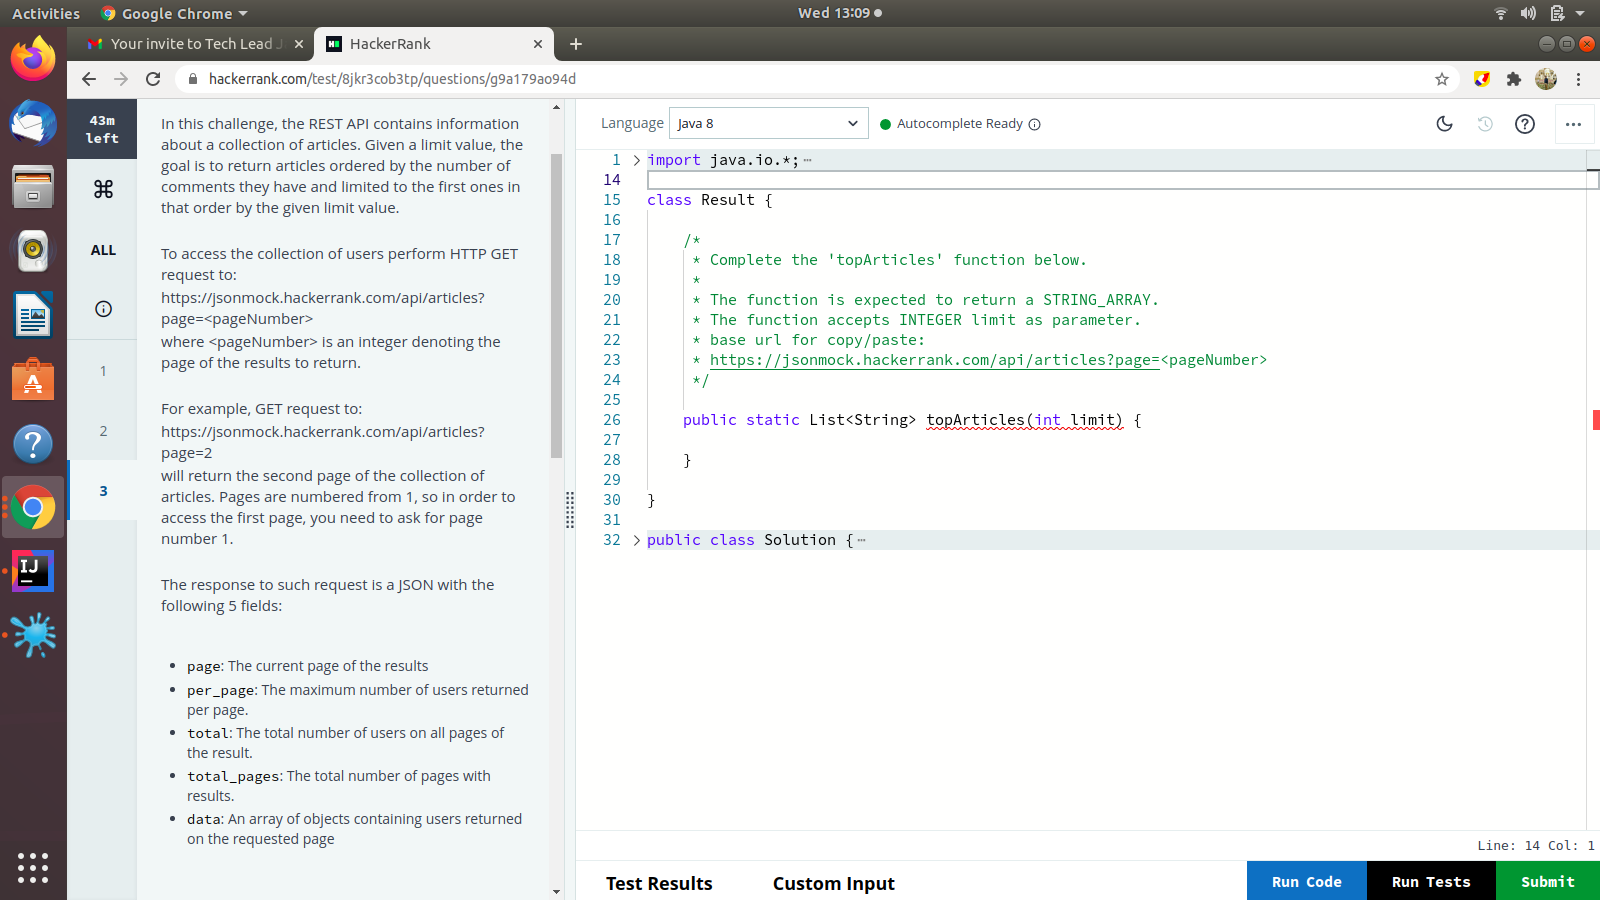 Activities
Google Chrome
Wed 13:09
Your invite to Tech Lead J
HackerRank
hackerrank.com/test/8jkr3cob3tp/questions/g9a179ao94d
43m
left
ALL
1
2
3
In this challenge, the REST API contains information
about a collection of articles. Given a limit value, the
goal is to return articles ordered by the number of
comments they have and limited to the first ones in
that order by the given limit value.
To access the collection of users perform HTTP GET
request to:
https://jsonmock.hackerrank.com/api/articles?
page=<pageNumber>
where <pageNumber> is an integer denoting the
page of the results to return.
For example, GET request to:
https://jsonmock.hackerrank.com/api/articles?
page=2
will return the second page of the collection of
articles. Pages are numbered from 1, so in order to
access the first page, you need to ask for page
number 1.
The response to such request is a JSON with the
following 5 fields:
• page: The current page of the results
• per_page: The maximum number of users returned
per page.
• total: The total number of users on all pages of
the result.
• total_pages: The total number of pages with
results.
• data: An array of objects containing users returned
on the requested page
Language
Java 8
Autocomplete Ready
1 import java.io.*;
14
15 class Result {
16
17 /*
18 * Complete the 'topArticles' function below.
19 *
20 * The function is expected to return a STRING_ARRAY.
21 * The function accepts INTEGER limit as parameter.
22 * base url for copy/paste:
23 * https://jsonmock.hackerrank.com/api/articles?page=<pageNumber>
24 */
25
26 public static List<String> topArticles(int limit) {
27
28 }
29
30 }
31
32 public class Solution {
Line: 14 Col: 1
Test Results
Custom Input
Run Code
Run Tests
Submit